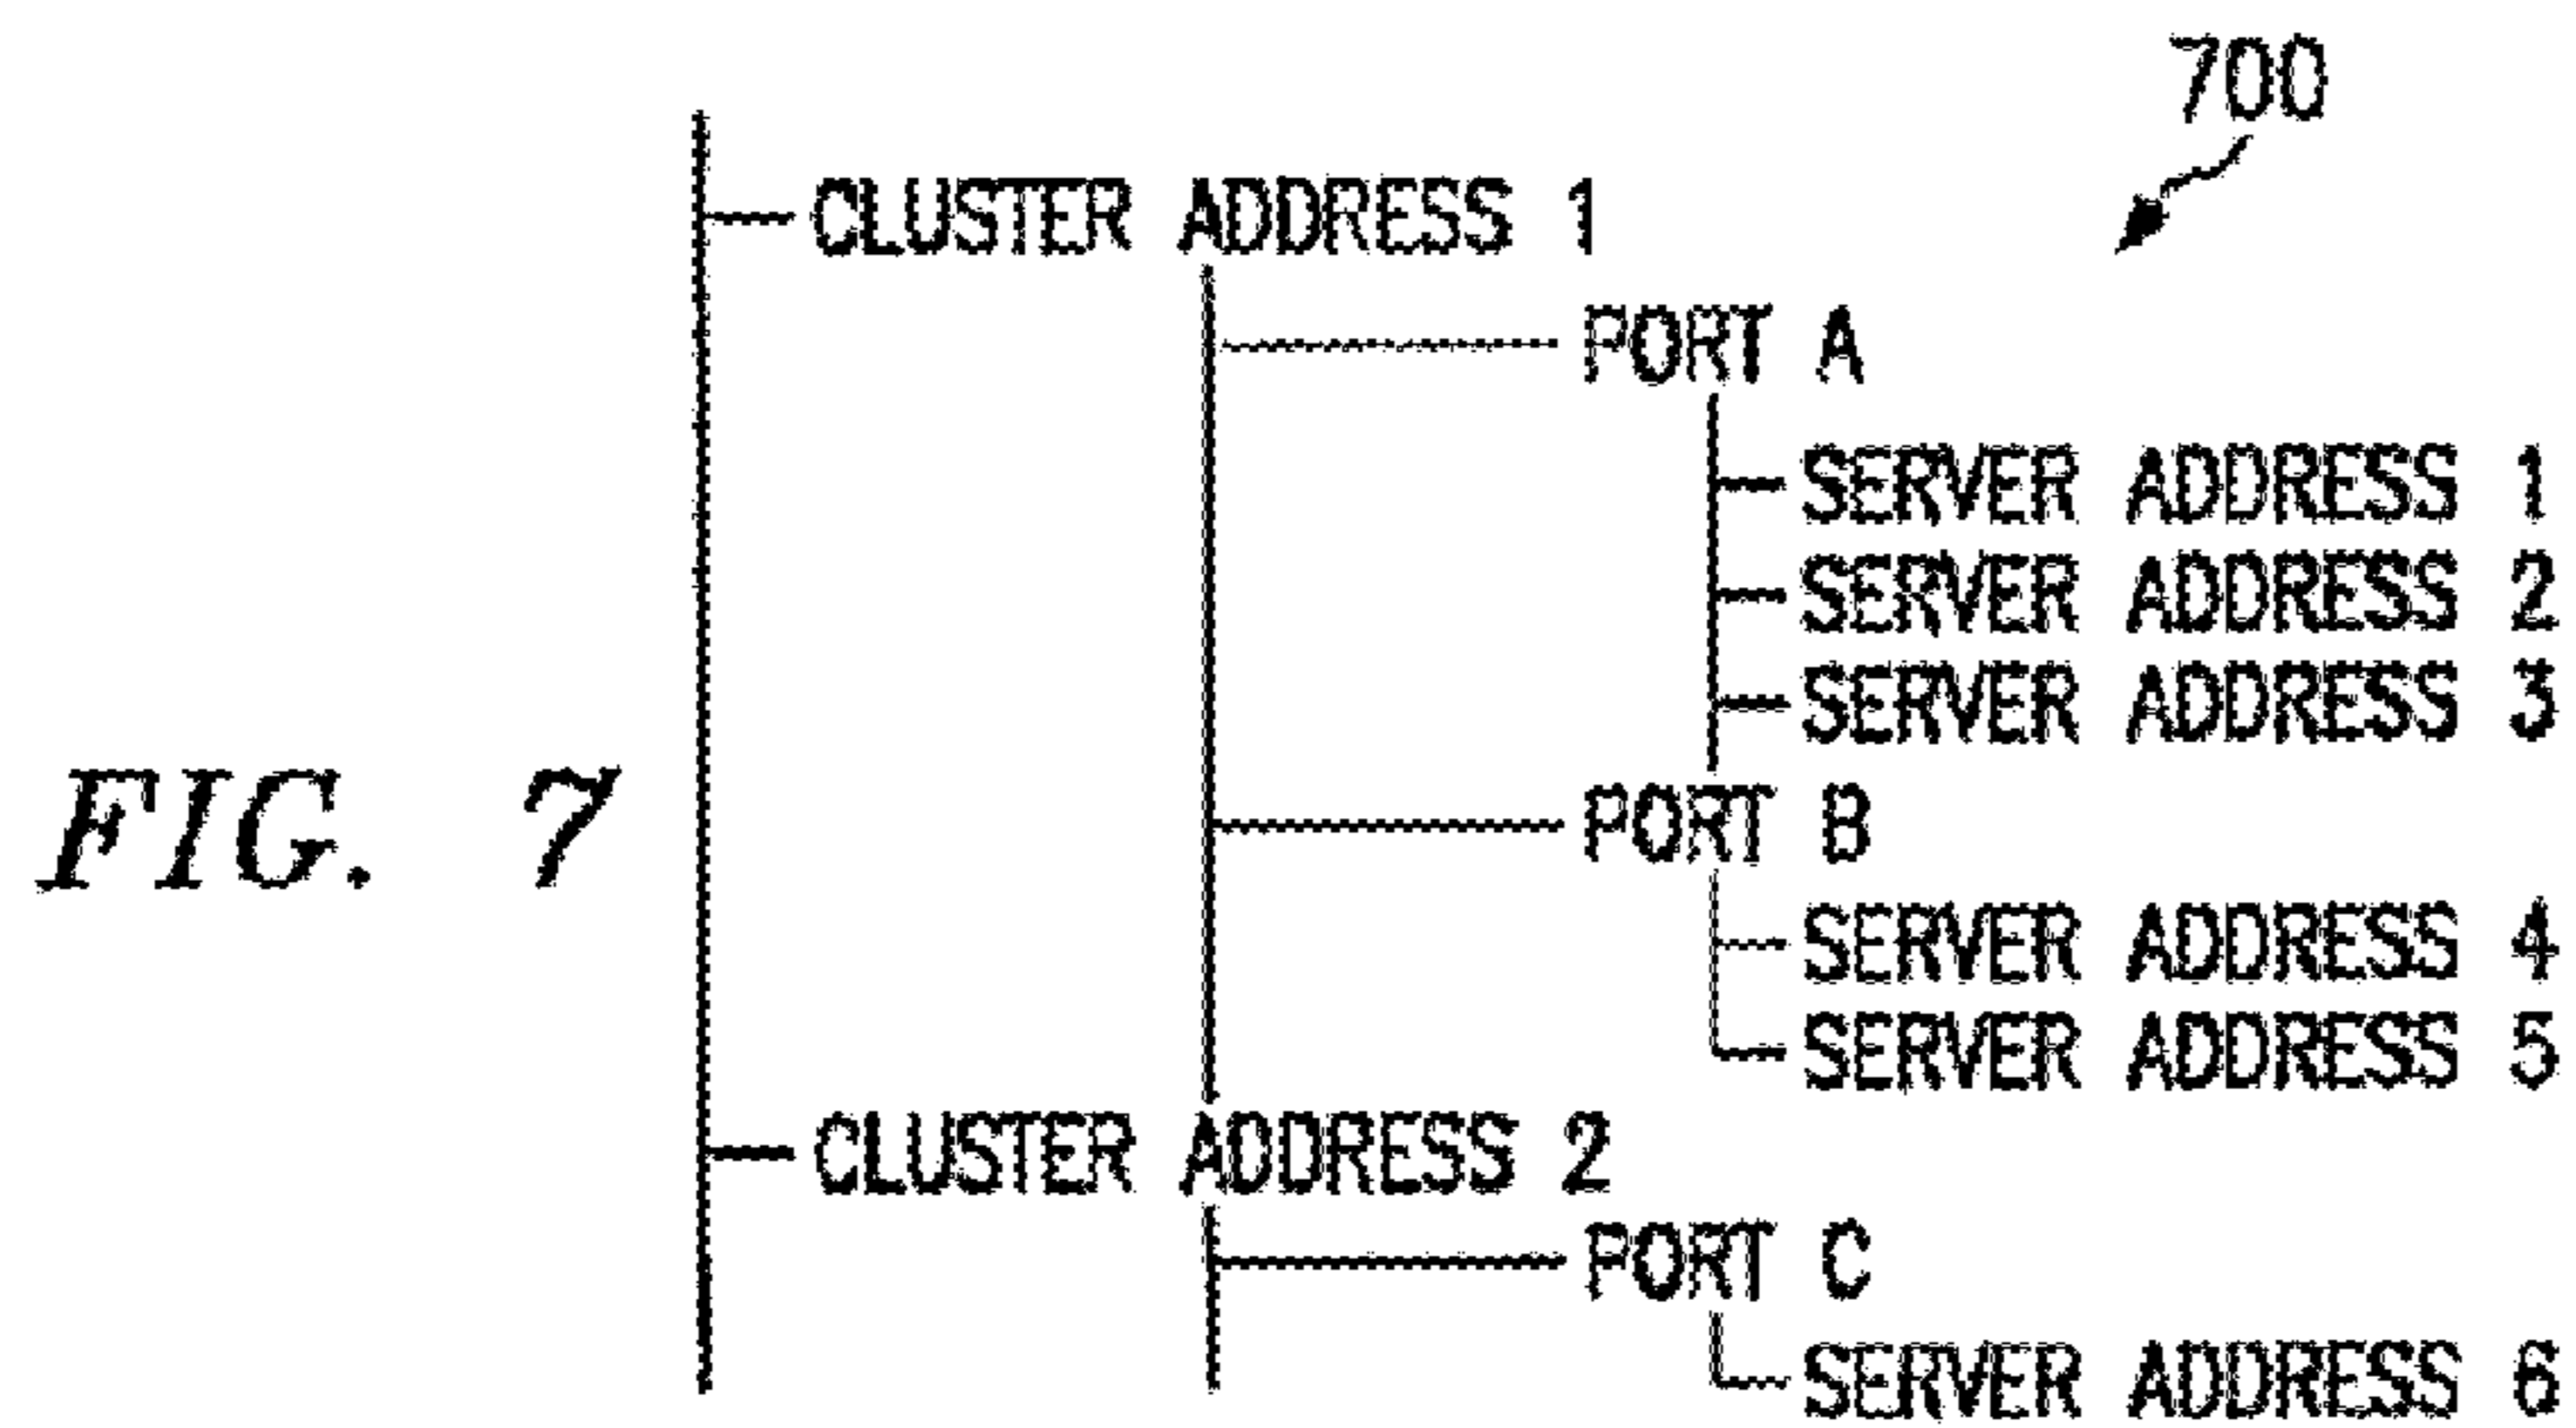 700
CLUSTER ADDRESS 1
PORT A
SERVER ADDRESS 1
SERVER ADDRESS 2
SERVER ADDRESS 3
FIG. 7
PORT B
SERVER ADDRESS 4
SERVER ADDRESS 5
CLUSTER ADDRESS 2
PORT C
SERVER ADDRESS 6